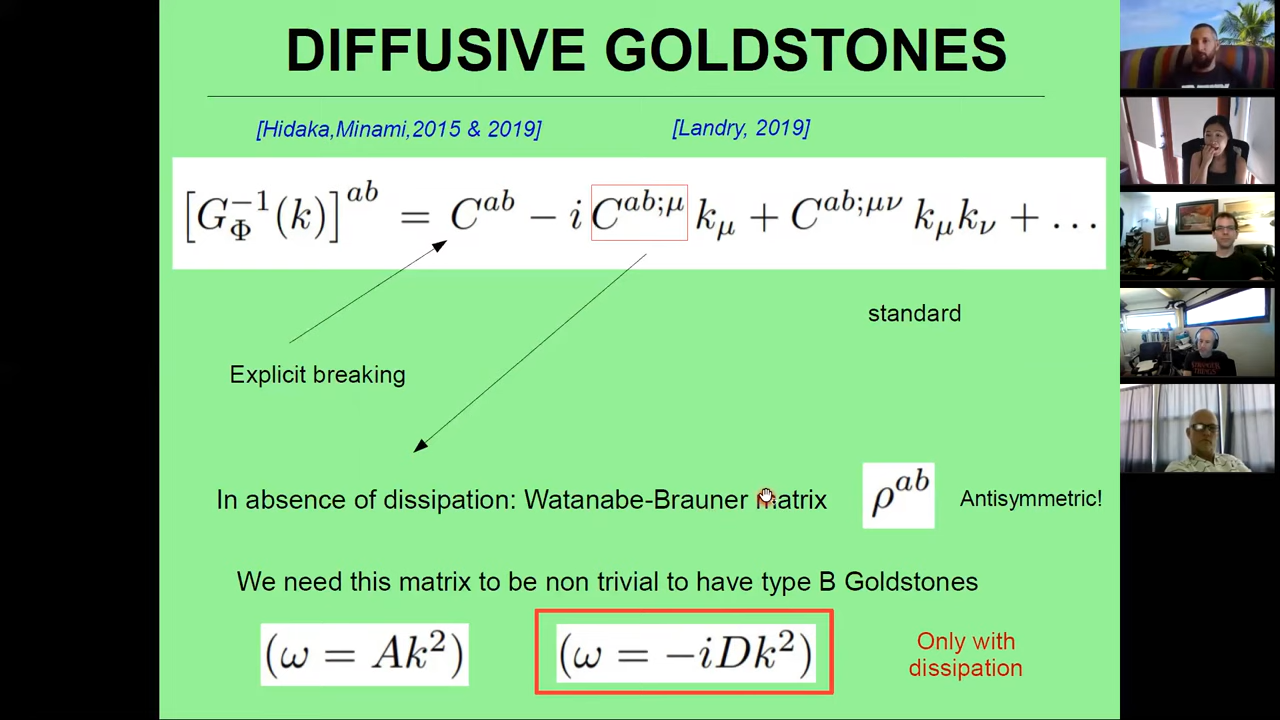 DIFFUSIVE GOLDSTONES
[Hidaka,Minami,2015 & 2019]
[Landry, 2019]
[G_Φ^{-1}(k)]^{ab} = C^{ab} − i C^{ab;μ} k_μ + C^{ab;μν} k_μ k_ν + …
standard
Explicit breaking
In absence of dissipation: Watanabe-Brauner matrix ρ^{ab} Antisymmetric!
We need this matrix to be non trivial to have type B Goldstones
(ω = Ak²) (ω = −iDk²)
Only with
dissipation